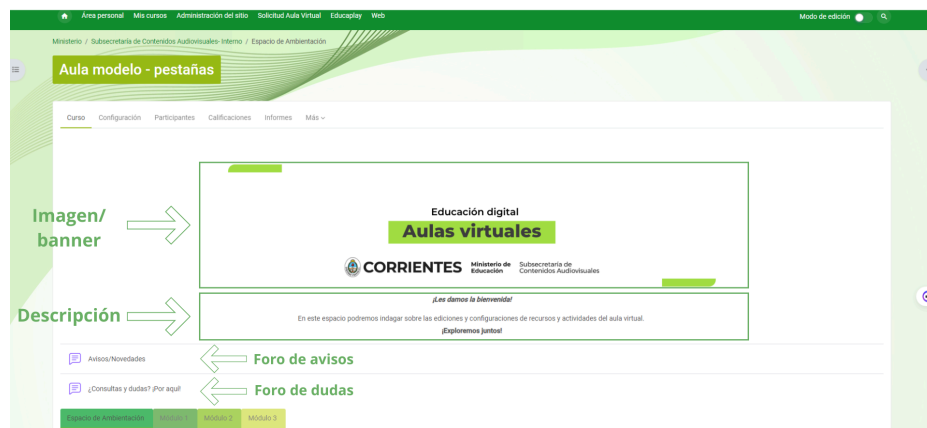 Área personal Mis cursos Administración del sitio Solicitud Aula Virtual Educaplay Web Modo de edición
Ministerio / Subsecretaría de Contenidos Audiovisuales- Interno / Espacio de Ambientación
Aula modelo - pestañas
Curso Configuración Participantes Calificaciones Informes Más
Imagen/
banner
Educación digital
Aulas virtuales
CORRIENTES Ministerio de Educación Subsecretaría de Contenidos Audiovisuales
Descripción
¡Les damos la bienvenida!
En este espacio podremos indagar sobre las ediciones y configuraciones de recursos y actividades del aula virtual.
¡Exploremos juntos!
Avisos/Novedades Foro de avisos
¿Consultas y dudas? ¡Por aquí! Foro de dudas
Espacio de Ambientación Módulo 1 Módulo 2 Módulo 3